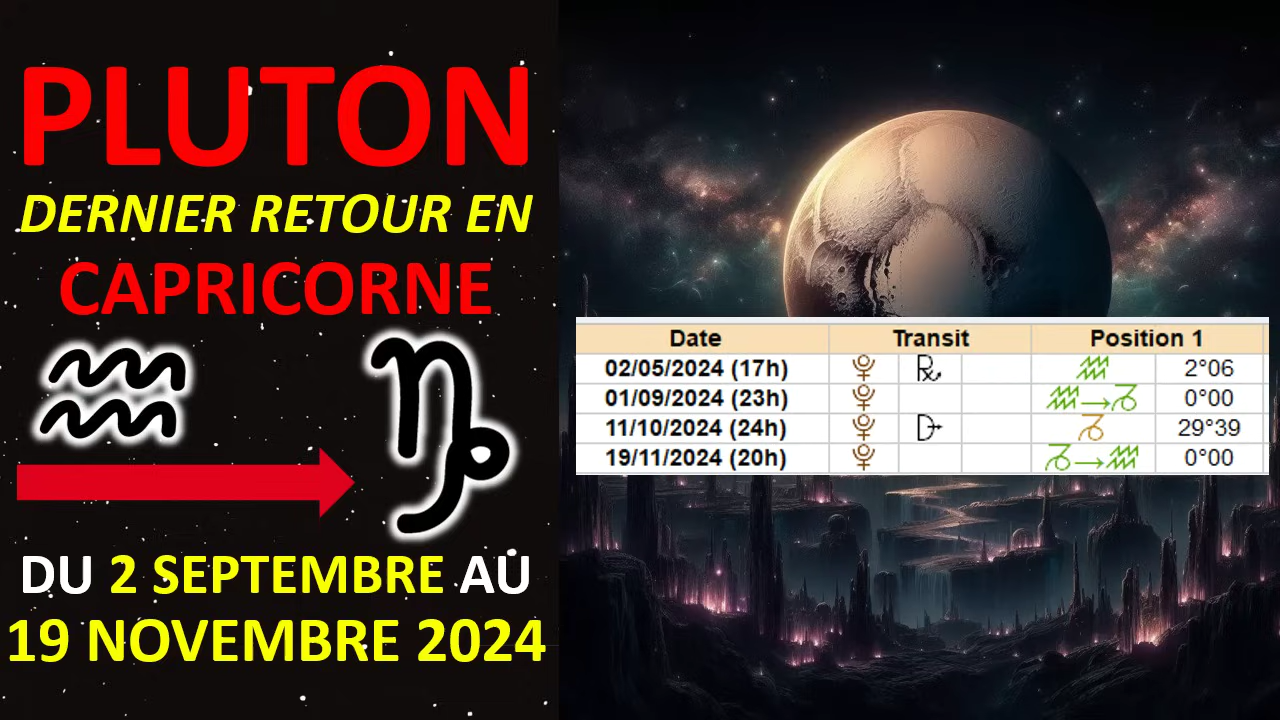 PLUTON
DERNIER RETOUR EN
CAPRICORNE
DU 2 SEPTEMBRE AU
19 NOVEMBRE 2024
Date Transit Position 1
02/05/2024 (17h) ♇ ℞ ♒ 2°06
01/09/2024 (23h) ♇ ♒→♑ 0°00
11/10/2024 (24h) ♇ D ♑ 29°39
19/11/2024 (20h) ♇ ♑→♒ 0°00